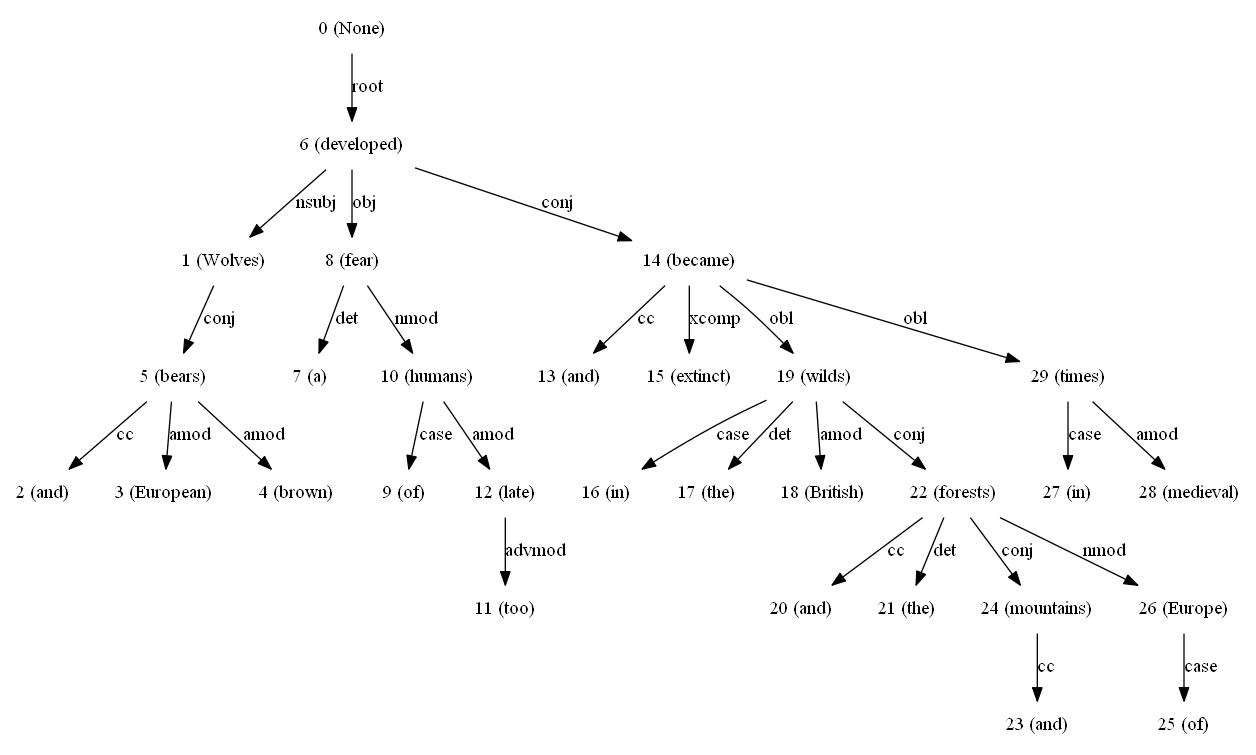 0 (None)
root
6 (developed)
nsubj obj conj
1 (Wolves) 8 (fear) 14 (became)
conj det nmod cc xcomp obl obl
5 (bears) 7 (a) 10 (humans) 13 (and) 15 (extinct) 19 (wilds) 29 (times)
cc amod amod case amod case det amod conj case amod
2 (and) 3 (European) 4 (brown) 9 (of) 12 (late) 16 (in) 17 (the) 18 (British) 22 (forests) 27 (in) 28 (medieval)
advmod cc det conj nmod
11 (too) 20 (and) 21 (the) 24 (mountains) 26 (Europe)
cc case
23 (and) 25 (of)